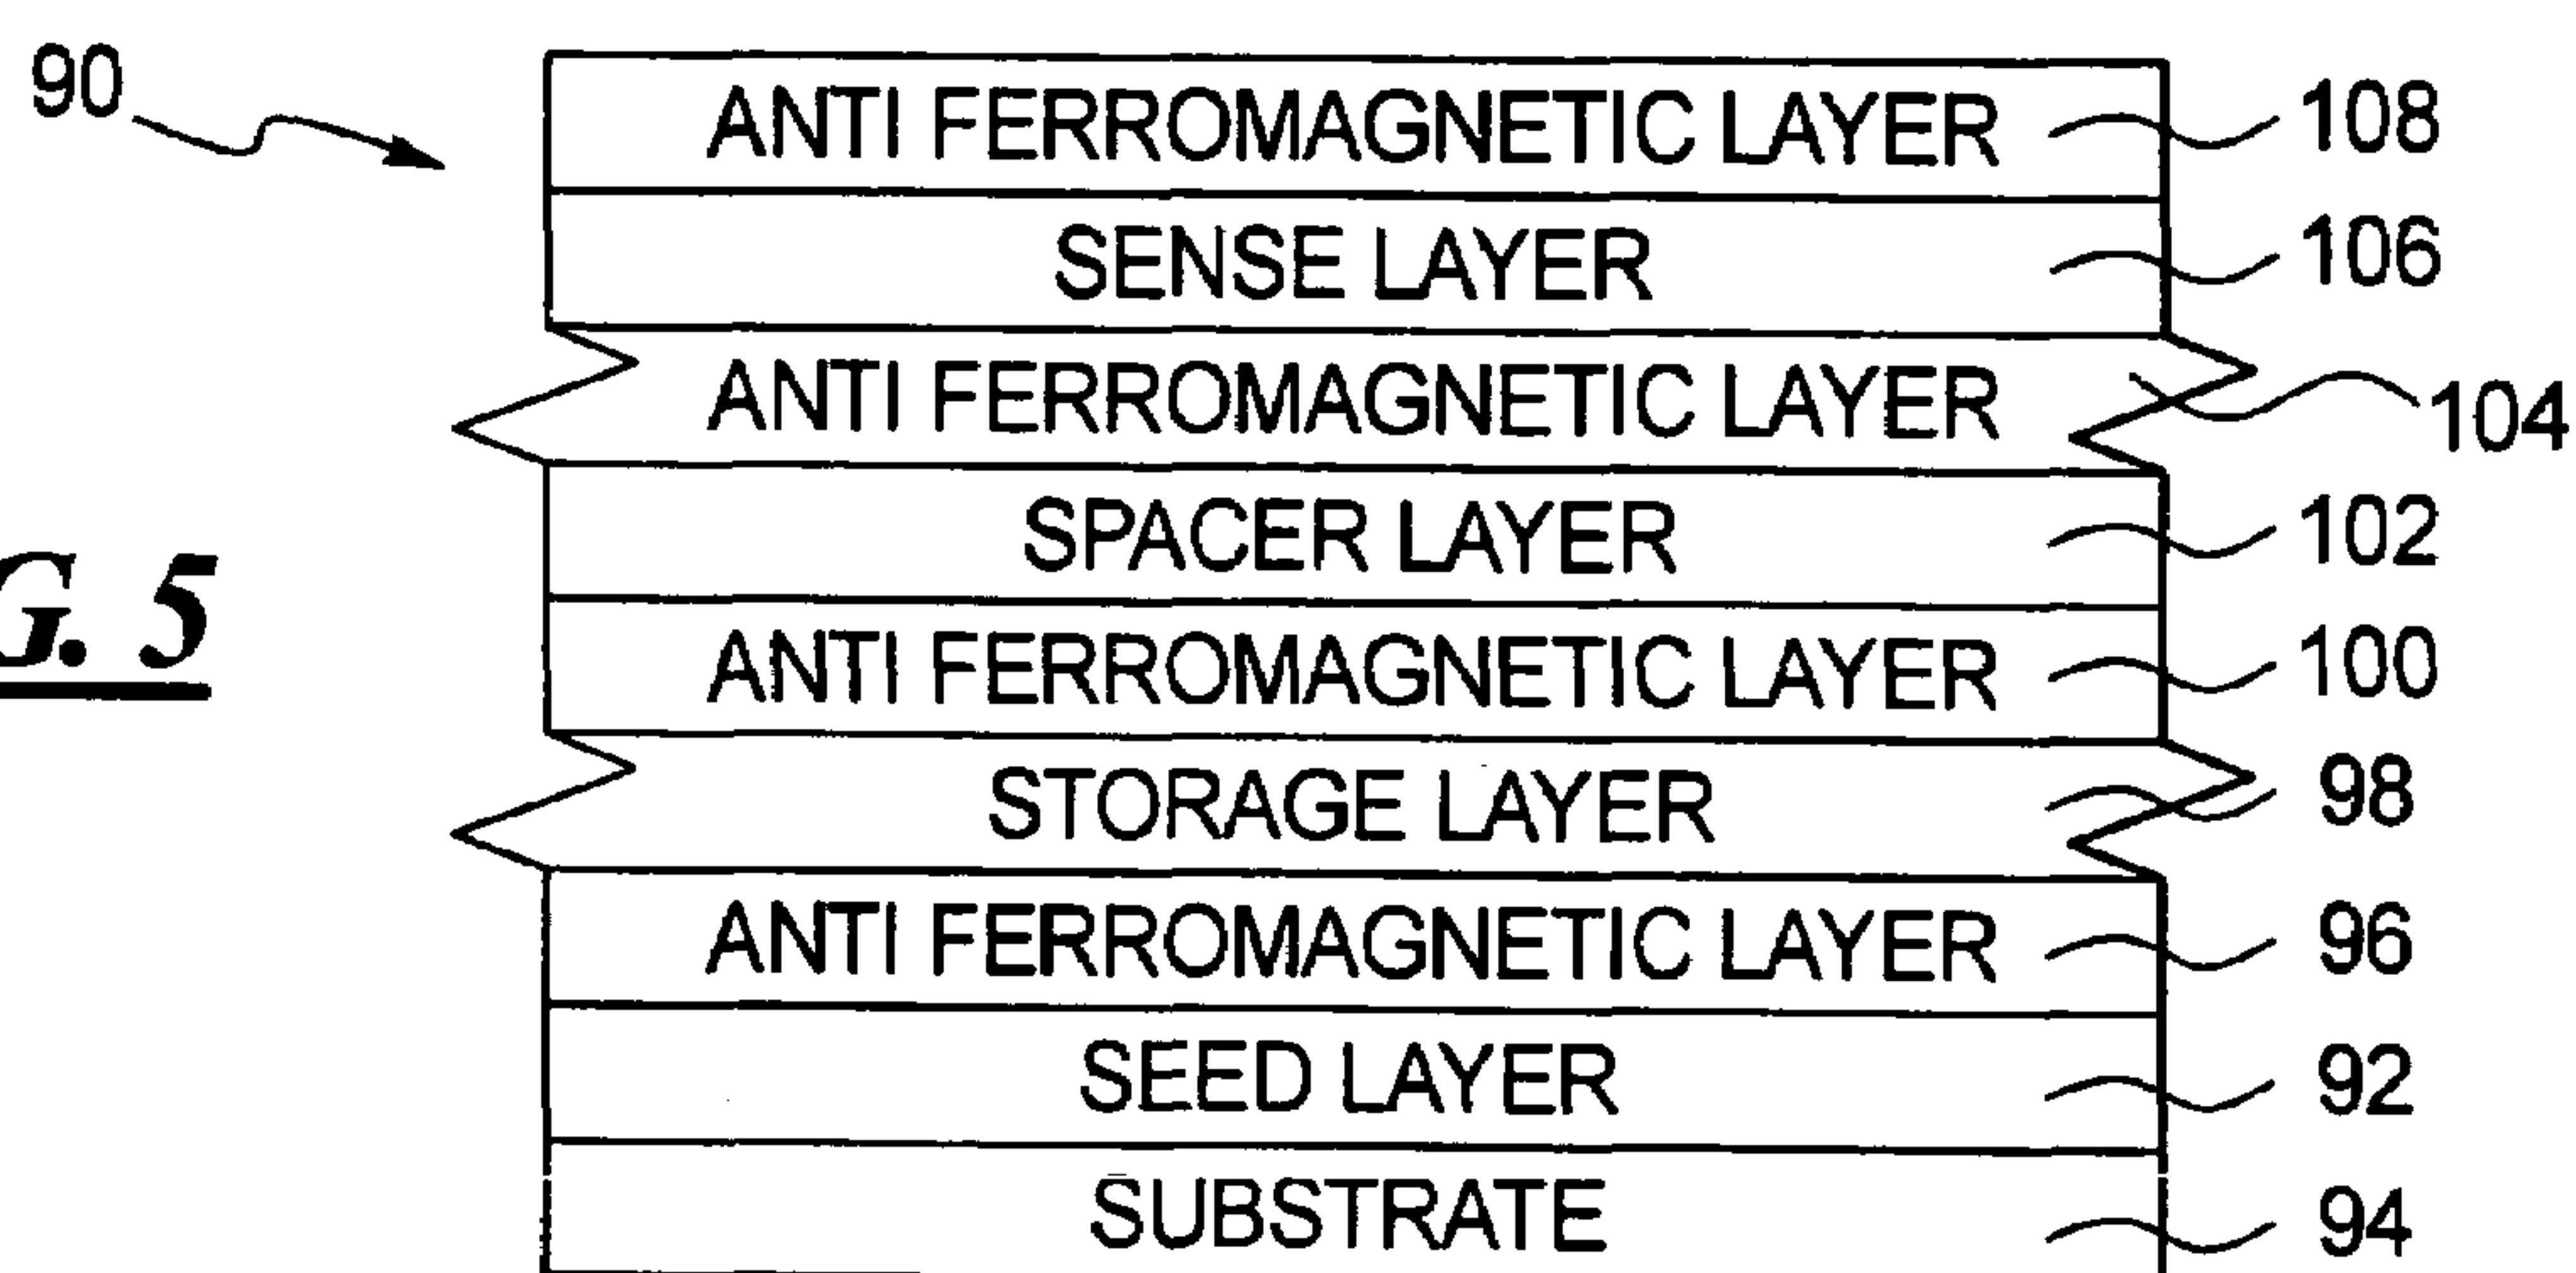 90
ANTI FERROMAGNETIC LAYER 108
SENSE LAYER 106
ANTI FERROMAGNETIC LAYER 104
SPACER LAYER 102
G. 5
ANTI FERROMAGNETIC LAYER 100
STORAGE LAYER 98
ANTI FERROMAGNETIC LAYER 96
SEED LAYER 92
SUBSTRATE 94